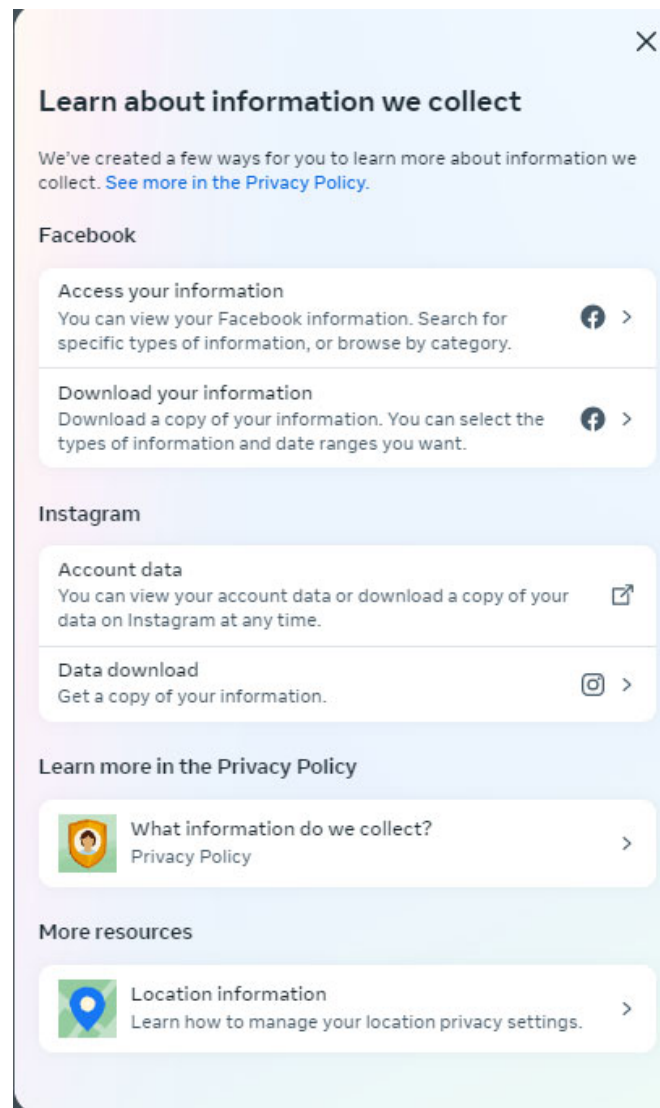 Learn about information we collect
We've created a few ways for you to learn more about information we
collect. See more in the Privacy Policy.
Facebook
Access your information
You can view your Facebook information. Search for
specific types of information, or browse by category.
Download your information
Download a copy of your information. You can select the
types of information and date ranges you want.
Instagram
Account data
You can view your account data or download a copy of your
data on Instagram at any time.
Data download
Get a copy of your information.
Learn more in the Privacy Policy
What information do we collect?
Privacy Policy
More resources
Location information
Learn how to manage your location privacy settings.